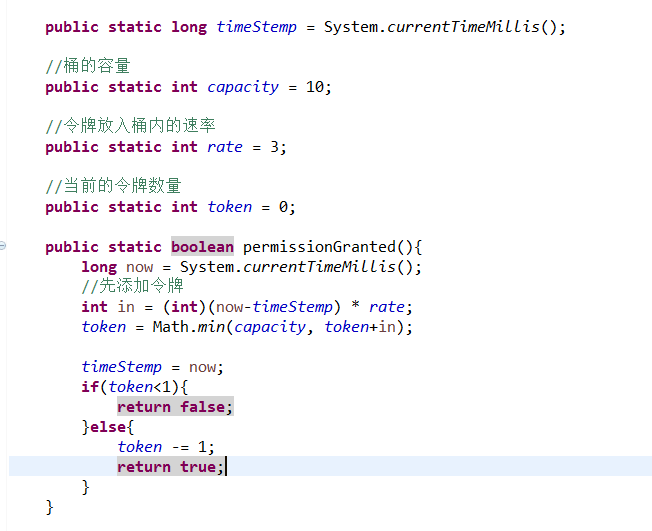 public static long timeStemp = System.currentTimeMillis();
//桶的容量
public static int capacity = 10;
//令牌放入桶内的速率
public static int rate = 3;
//当前的令牌数量
public static int token = 0;
public static boolean permissionGranted(){
long now = System.currentTimeMillis();
//先添加令牌
int in = (int)(now-timeStemp) * rate;
token = Math.min(capacity, token+in);
timeStemp = now;
if(token<1){
return false;
}else{
token -= 1;
return true;
}
}